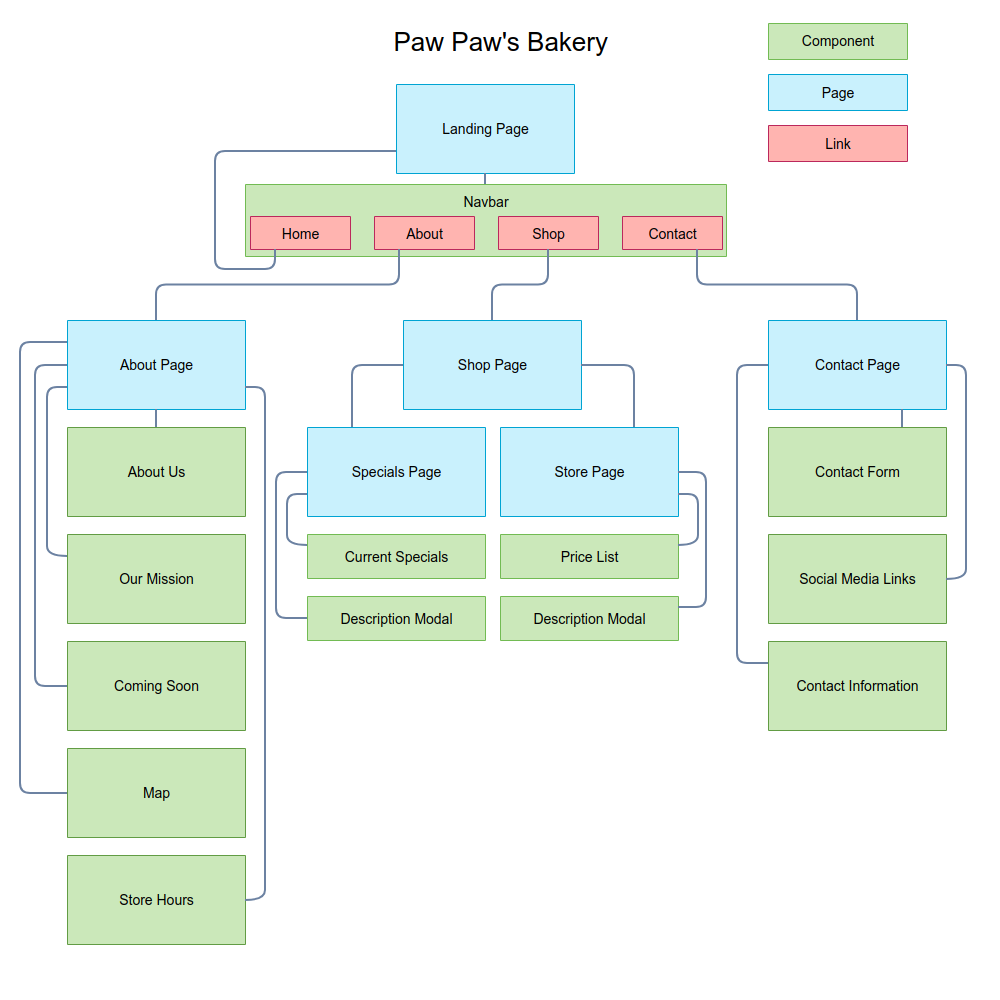 Paw Paw's Bakery
Component
Page
Link
Landing Page
Navbar
Home
About
Shop
Contact
About Page
Shop Page
Contact Page
About Us
Specials Page
Store Page
Contact Form
Our Mission
Current Specials
Price List
Social Media Links
Description Modal
Description Modal
Coming Soon
Contact Information
Map
Store Hours